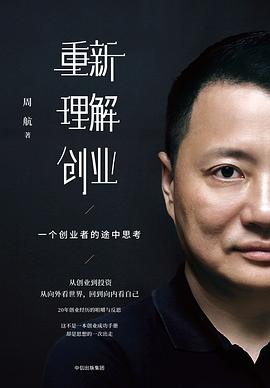 重新
理解
创业
周航 著
一个创业者的途中思考
从创业到投资
从向外看世界，回到向内看自己
20年创业经历的咀嚼与反思
这不是一本创业成功手册
却是思想的一次出走
中信出版集团